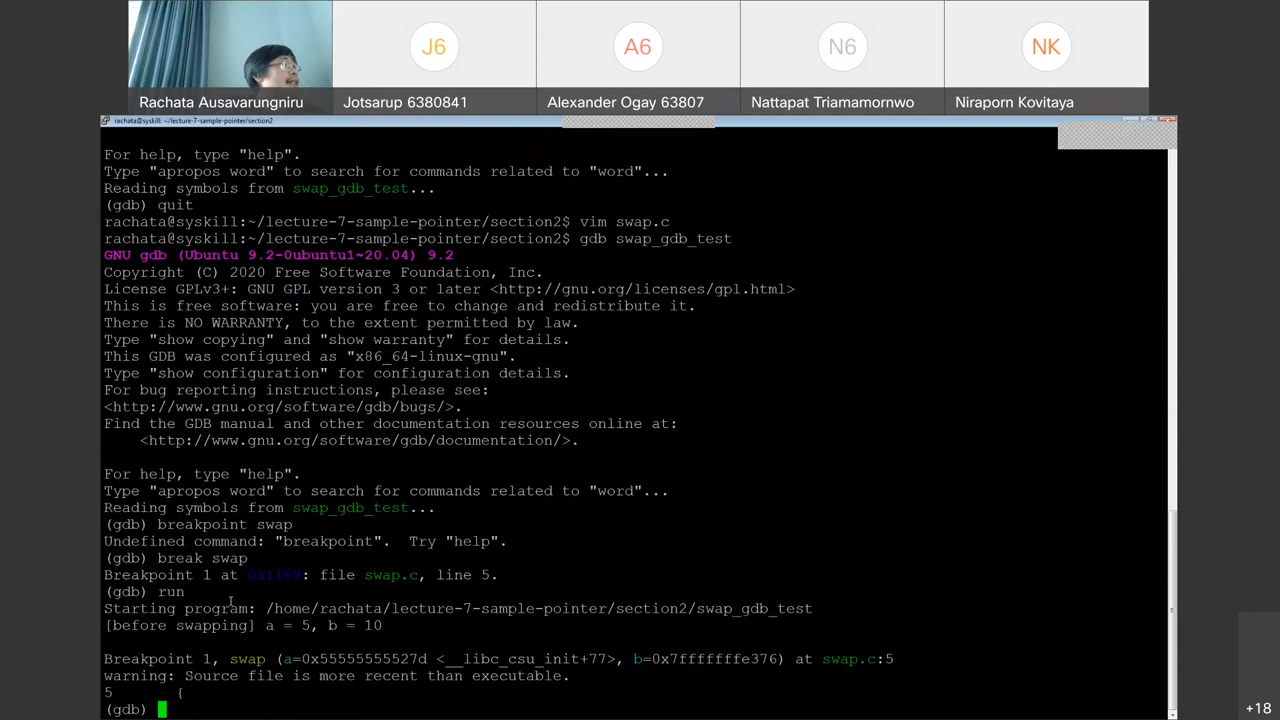 J6
A6
N6
NK
Rachata Ausavarungniru
Jotsarup 6380841
Alexander Ogay 63807
Nattapat Triamamornwo
Niraporn Kovitaya
rachata@syskill: ~/lecture-7-sample-pointer/section2
For help, type "help".
Type "apropos word" to search for commands related to "word"...
Reading symbols from swap_gdb_test...
(gdb) quit
rachata@syskill:~/lecture-7-sample-pointer/section2$ vim swap.c
rachata@syskill:~/lecture-7-sample-pointer/section2$ gdb swap_gdb_test
GNU gdb (Ubuntu 9.2-0ubuntu1~20.04) 9.2
Copyright (C) 2020 Free Software Foundation, Inc.
License GPLv3+: GNU GPL version 3 or later <http://gnu.org/licenses/gpl.html>
This is free software: you are free to change and redistribute it.
There is NO WARRANTY, to the extent permitted by law.
Type "show copying" and "show warranty" for details.
This GDB was configured as "x86_64-linux-gnu".
Type "show configuration" for configuration details.
For bug reporting instructions, please see:
<http://www.gnu.org/software/gdb/bugs/>.
Find the GDB manual and other documentation resources online at:
<http://www.gnu.org/software/gdb/documentation/>.
For help, type "help".
Type "apropos word" to search for commands related to "word"...
Reading symbols from swap_gdb_test...
(gdb) breakpoint swap
Undefined command: "breakpoint".  Try "help".
(gdb) break swap
Breakpoint 1 at 0x1169: file swap.c, line 5.
(gdb) run
Starting program: /home/rachata/lecture-7-sample-pointer/section2/swap_gdb_test
[before swapping] a = 5, b = 10
Breakpoint 1, swap (a=0x55555555527d <__libc_csu_init+77>, b=0x7fffffffe376) at swap.c:5
warning: Source file is more recent than executable.
5 {
(gdb)
+18